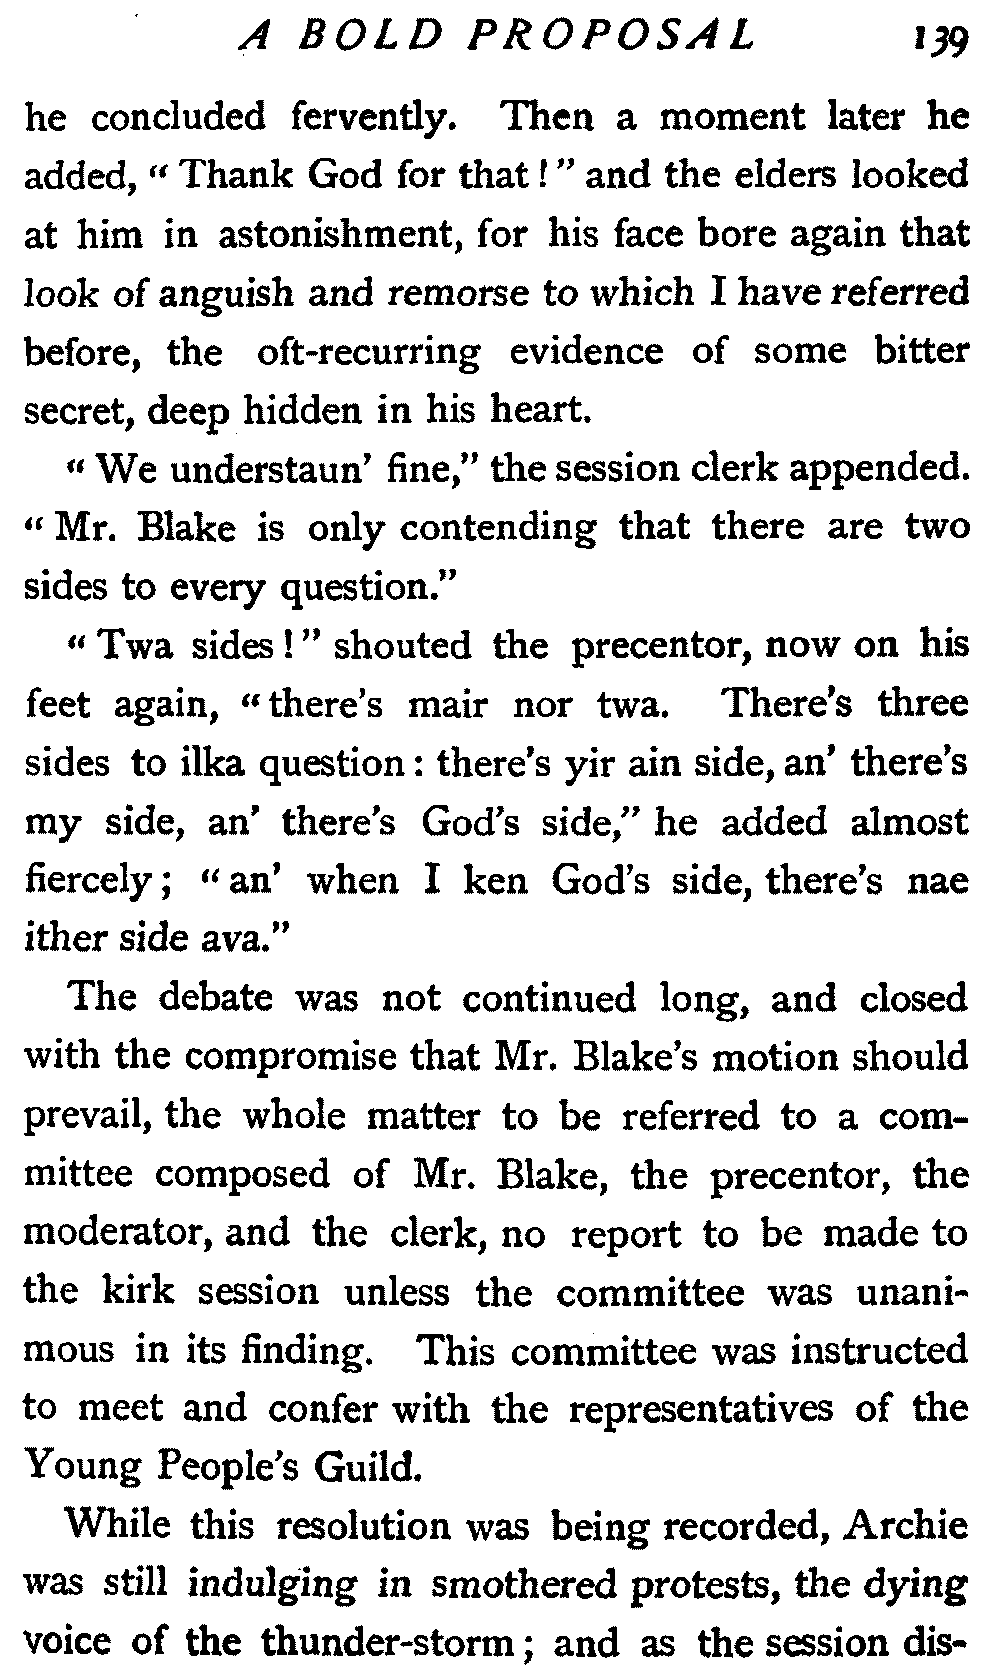 A BOLD PROPOSAL 139
he concluded fervently. Then a moment later he
added, “ Thank God for that ! ” and the elders looked
at him in astonishment, for his face bore again that
look of anguish and remorse to which I have referred
before, the oft-recurring evidence of some bitter
secret, deep hidden in his heart.
“ We understaun’ fine,” the session clerk appended.
“ Mr. Blake is only contending that there are two
sides to every question.”
“ Twa sides ! ” shouted the precentor, now on his
feet again, “ there’s mair nor twa. There’s three
sides to ilka question : there’s yir ain side, an’ there’s
my side, an’ there’s God’s side,” he added almost
fiercely ; “ an’ when I ken God’s side, there’s nae
ither side ava.”
The debate was not continued long, and closed
with the compromise that Mr. Blake’s motion should
prevail, the whole matter to be referred to a com-
mittee composed of Mr. Blake, the precentor, the
moderator, and the clerk, no report to be made to
the kirk session unless the committee was unani-
mous in its finding. This committee was instructed
to meet and confer with the representatives of the
Young People’s Guild.
While this resolution was being recorded, Archie
was still indulging in smothered protests, the dying
voice of the thunder-storm ; and as the session dis-